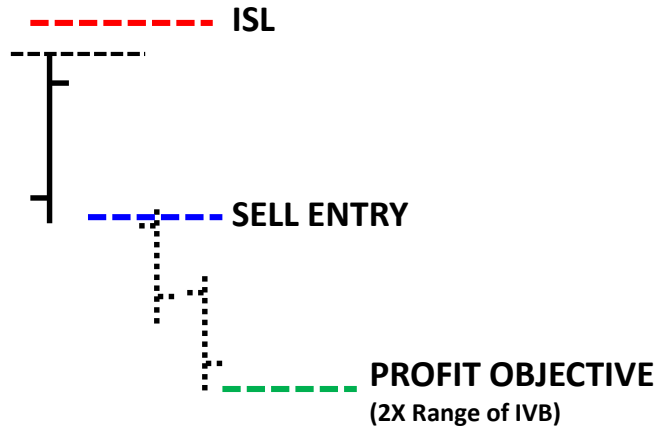 ISL
SELL ENTRY
PROFIT OBJECTIVE
(2X Range of IVB)